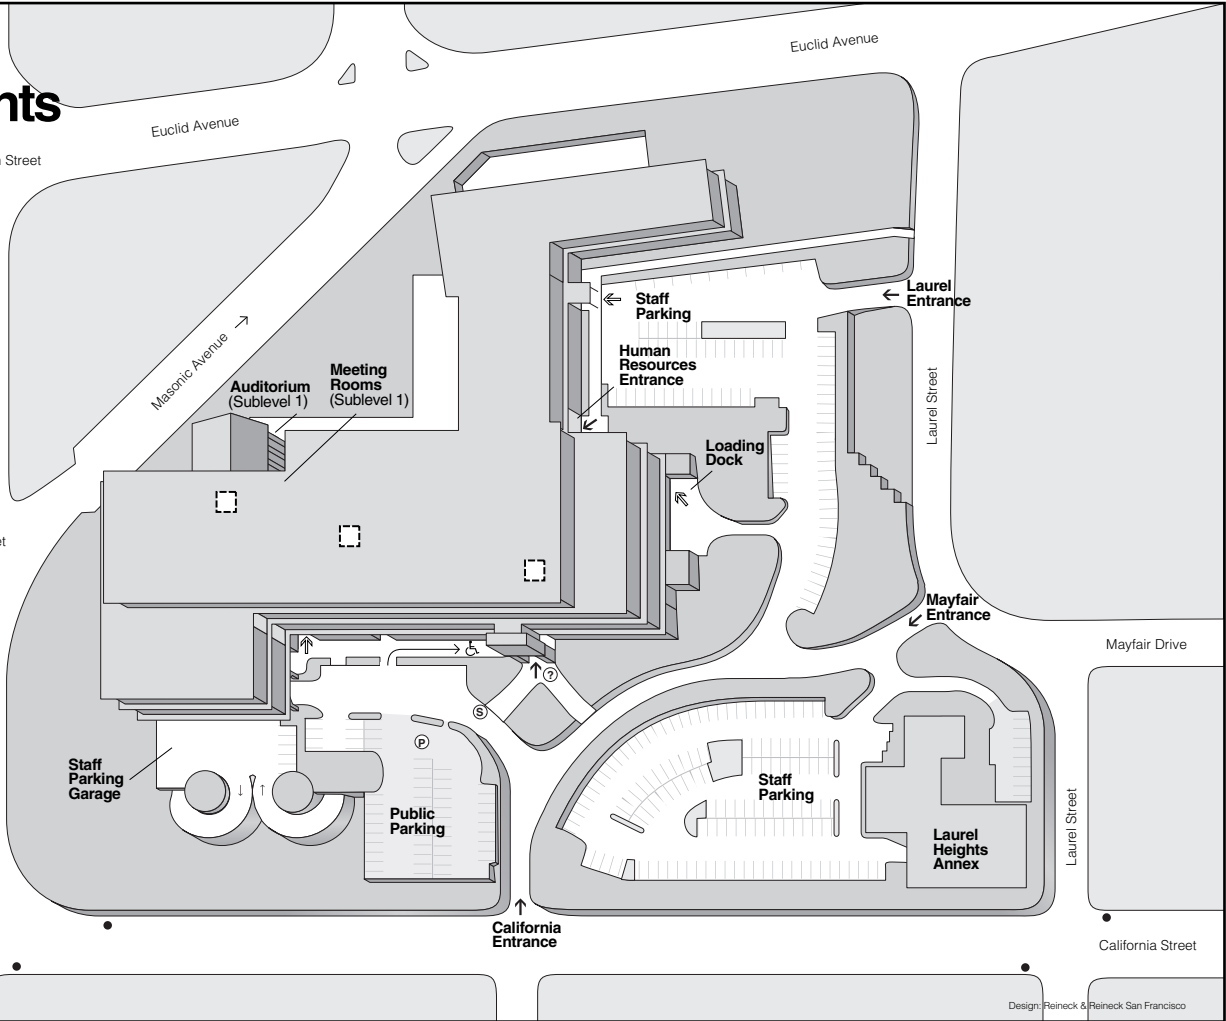 Euclid Avenue
nts
Euclid Avenue
Street
Laurel
Entrance
Staff
Parking
Masonic Avenue
Human
Resources
Entrance
Meeting
Rooms
(Sublevel 1)
Auditorium
(Sublevel 1)
Laurel Street
Loading
Dock
et
Mayfair
Entrance
Mayfair Drive
?
S
P
Staff
Parking
Garage
Staff
Parking
Public
Parking
Laurel Street
Laurel
Heights
Annex
California
Entrance
California Street
Design: Reineck & Reineck San Francisco